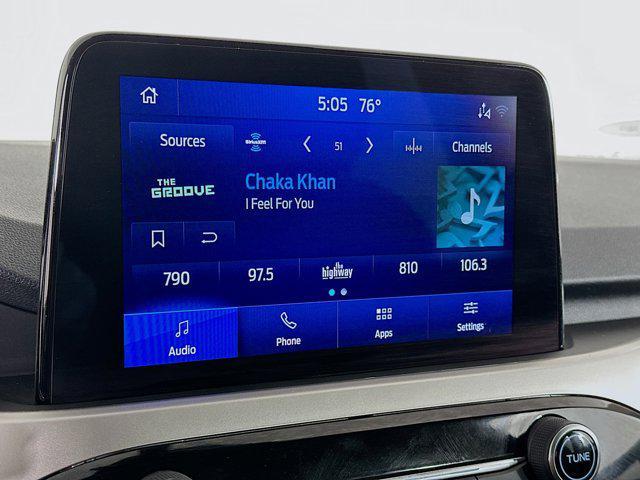 5:05 76°
Sources
SiriusXM
51
Channels
THE
GROOVE
Chaka Khan
I Feel For You
790
97.5
the
highway
810
106.3
Audio
Phone
Apps
Settings
TUNE